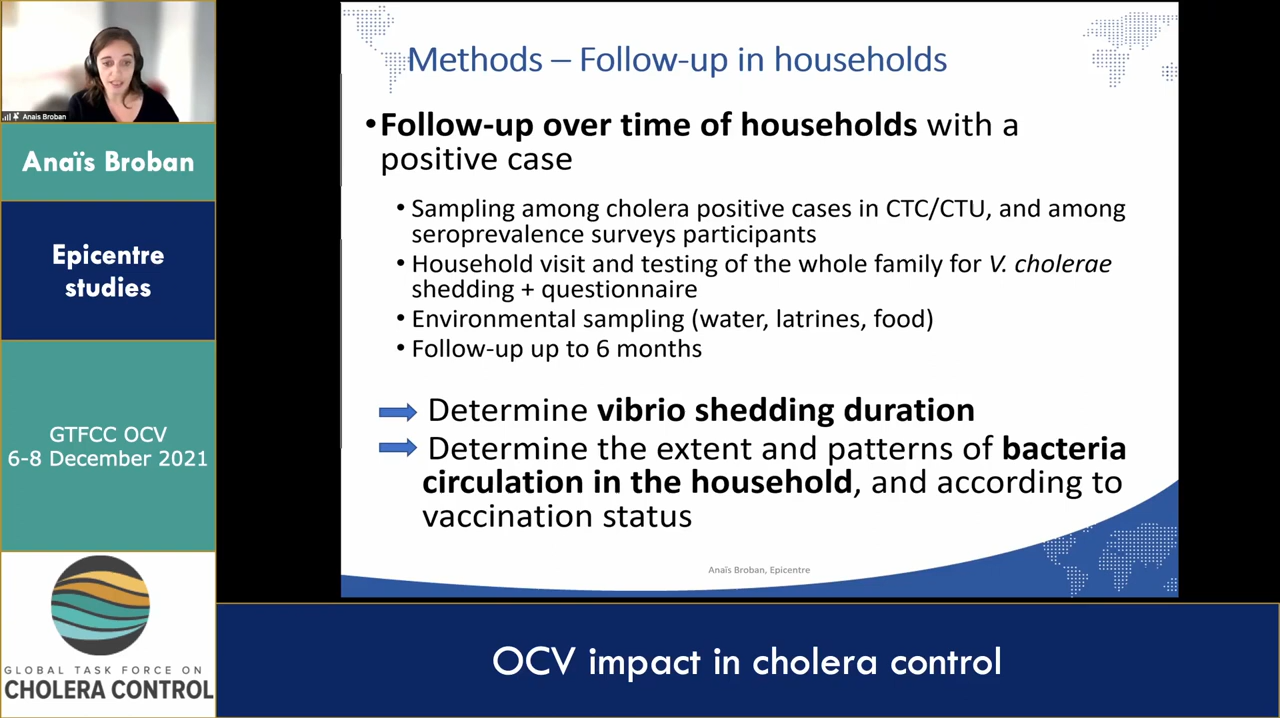 Anais Broban
Anaïs Broban
Epicentre
studies
GTFCC OCV
6-8 December 2021
GLOBAL TASK FORCE ON
CHOLERA CONTROL
Methods – Follow-up in households
•Follow-up over time of households with a
positive case
• Sampling among cholera positive cases in CTC/CTU, and among
seroprevalence surveys participants
• Household visit and testing of the whole family for V. cholerae
shedding + questionnaire
• Environmental sampling (water, latrines, food)
• Follow-up up to 6 months
Determine vibrio shedding duration
Determine the extent and patterns of bacteria
circulation in the household, and according to
vaccination status
Anaïs Broban, Epicentre
OCV impact in cholera control